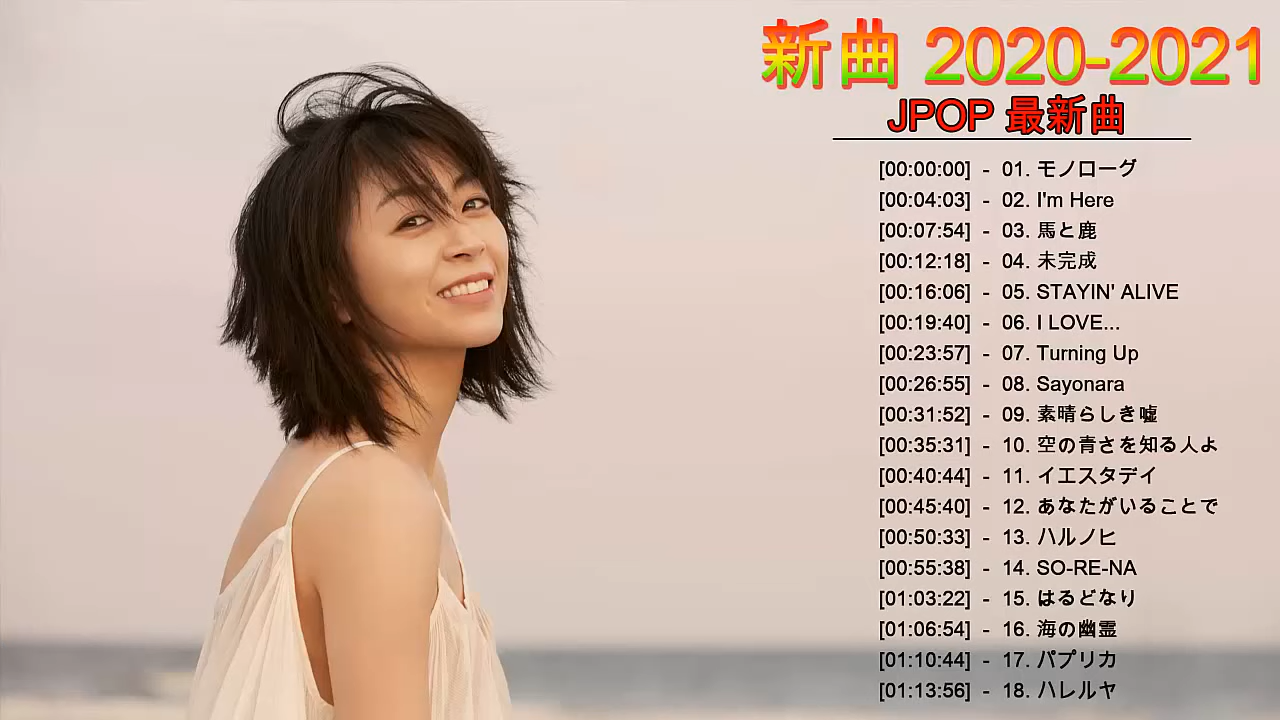 新曲 2020-2021
JPOP 最新曲
[00:00:00] - 01. モノローグ
[00:04:03] - 02. I'm Here
[00:07:54] - 03. 馬と鹿
[00:12:18] - 04. 未完成
[00:16:06] - 05. STAYIN' ALIVE
[00:19:40] - 06. I LOVE...
[00:23:57] - 07. Turning Up
[00:26:55] - 08. Sayonara
[00:31:52] - 09. 素晴らしき嘘
[00:35:31] - 10. 空の青さを知る人よ
[00:40:44] - 11. イエスタデイ
[00:45:40] - 12. あなたがいることで
[00:50:33] - 13. ハルノヒ
[00:55:38] - 14. SO-RE-NA
[01:03:22] - 15. はるどなり
[01:06:54] - 16. 海の幽霊
[01:10:44] - 17. パプリカ
[01:13:56] - 18. ハレルヤ